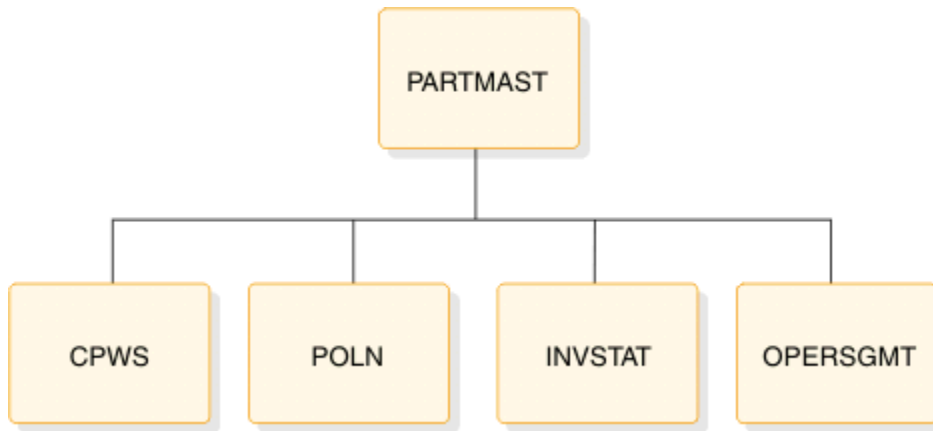 PARTMAST
CPWS
POLN
INVSTAT
OPERSGMT